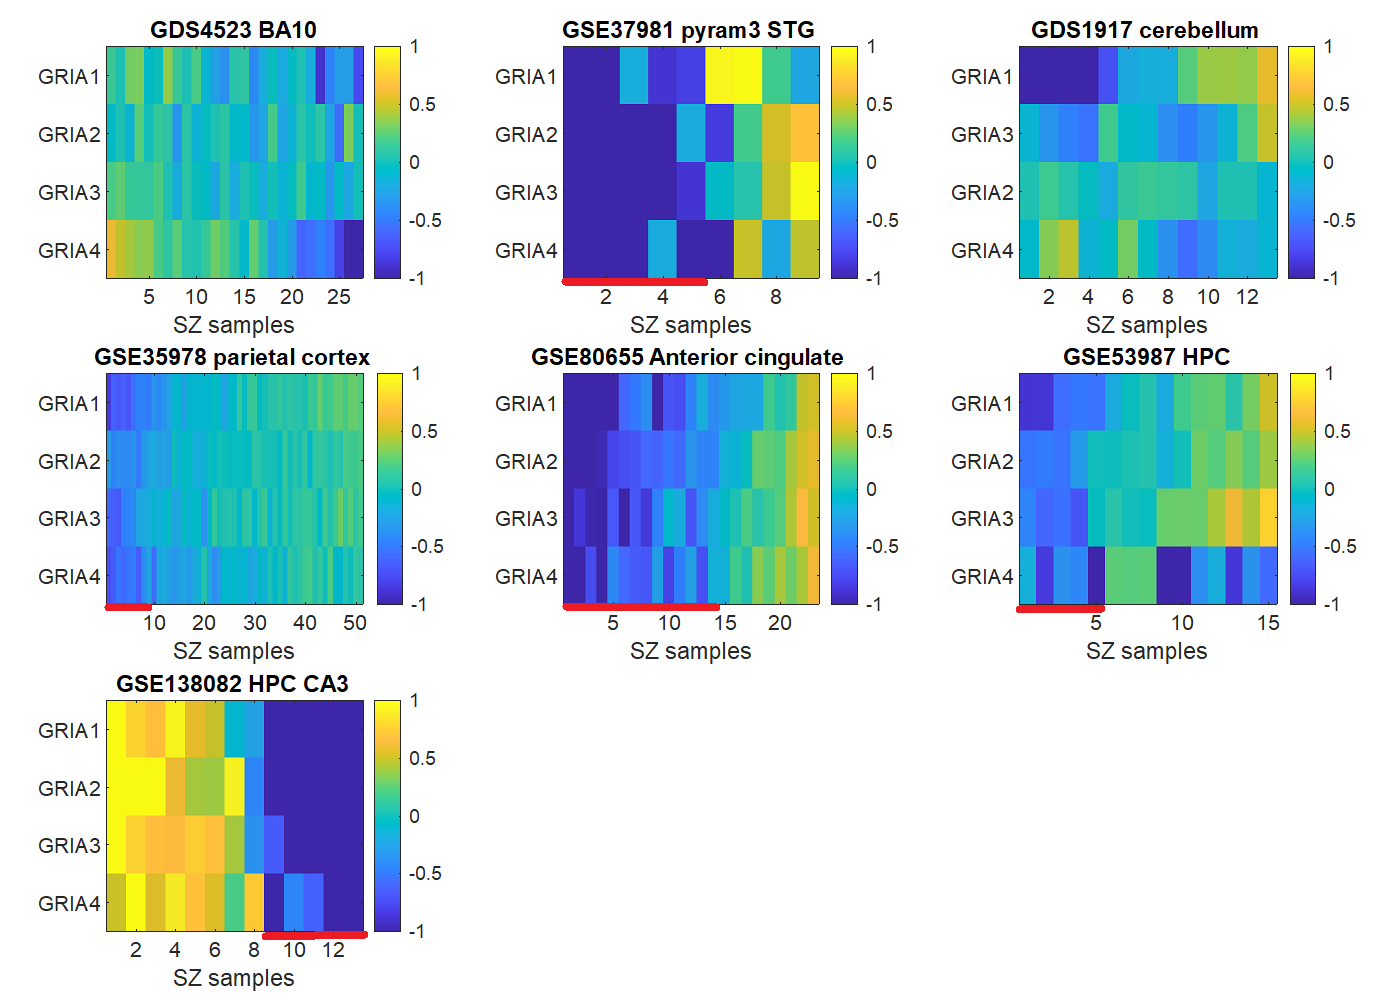 GDS4523 BA10
GRIA1
GRIA2
GRIA3
GRIA4
5 10 15 20 25
SZ samples
1
0.5
0
-0.5
-1
GSE37981 pyram3 STG
GRIA1
GRIA2
GRIA3
GRIA4
2 4 6 8
SZ samples
1
0.5
0
-0.5
-1
GDS1917 cerebellum
GRIA1
GRIA3
GRIA2
GRIA4
2 4 6 8 10 12
SZ samples
1
0.5
0
-0.5
-1
GSE35978 parietal cortex
GRIA1
GRIA2
GRIA3
GRIA4
10 20 30 40 50
SZ samples
1
0.5
0
-0.5
-1
GSE80655 Anterior cingulate
GRIA1
GRIA2
GRIA3
GRIA4
5 10 15 20
SZ samples
1
0.5
0
-0.5
-1
GSE53987 HPC
GRIA1
GRIA2
GRIA3
GRIA4
5 10 15
SZ samples
1
0.5
0
-0.5
-1
GSE138082 HPC CA3
GRIA1
GRIA2
GRIA3
GRIA4
2 4 6 8 10 12
SZ samples
1
0.5
0
-0.5
-1